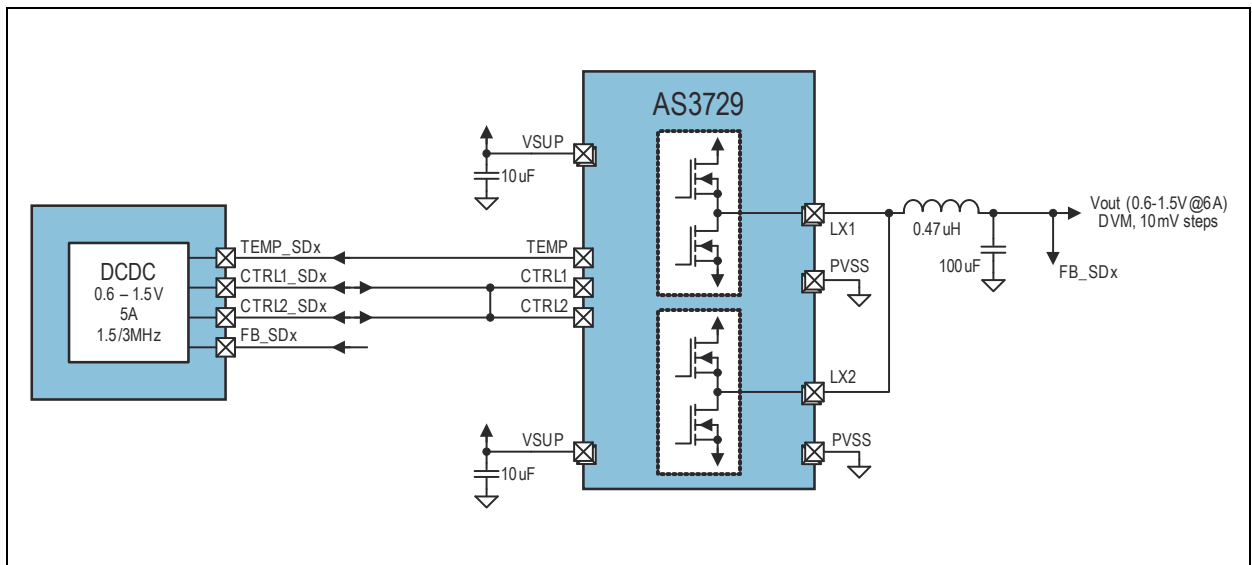 AS3729
VSUP
10uF
TEMP_SDx
CTRL1_SDx
CTRL2_SDx
FB_SDx
DCDC
0.6 – 1.5V
5A
1.5/3MHz
TEMP
CTRL1
CTRL2
VSUP
10uF
LX1
PVSS
LX2
PVSS
0.47uH
100uF
Vout (0.6-1.5V@6A)
DVM, 10mV steps
FB_SDx